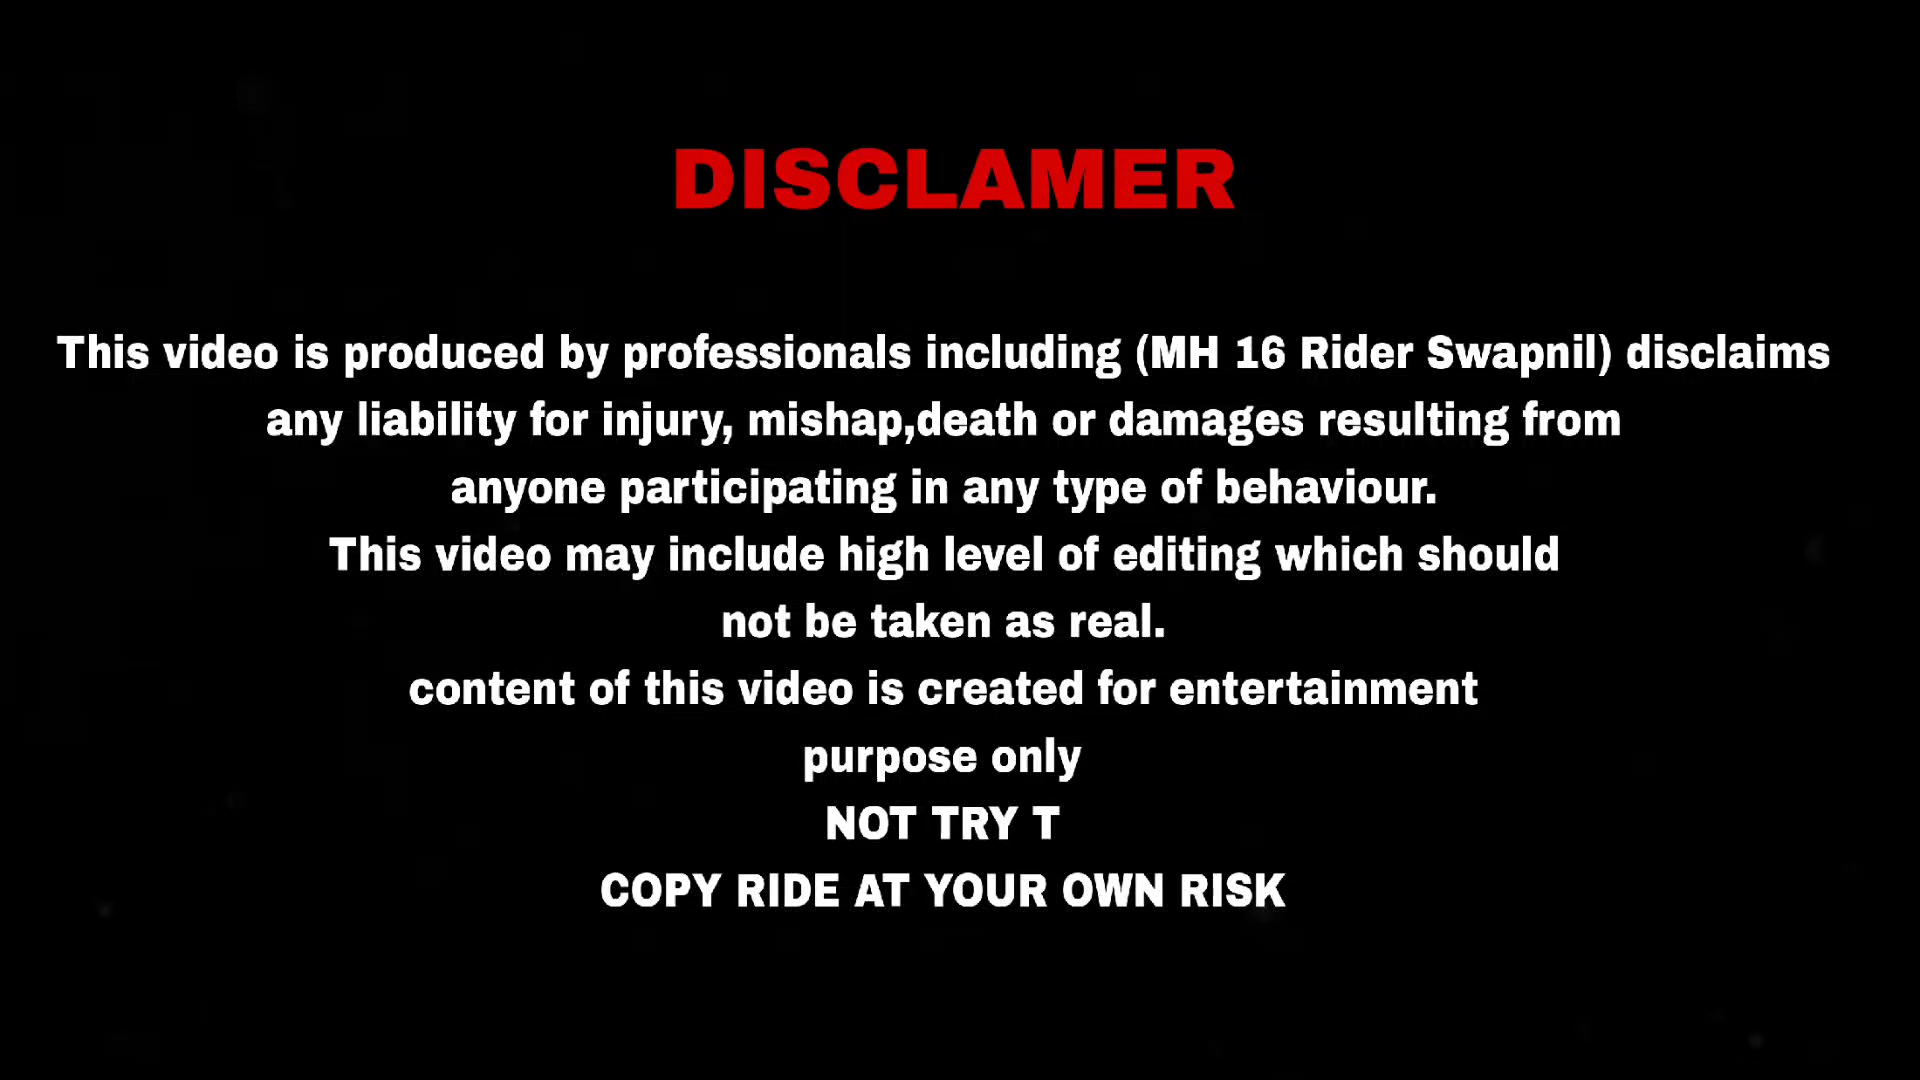 DISCLAMER
This video is produced by professionals including (MH 16 Rider Swapnil) disclaims
any liability for injury, mishap,death or damages resulting from
anyone participating in any type of behaviour.
This video may include high level of editing which should
not be taken as real.
content of this video is created for entertainment
purpose only
NOT TRY T
COPY RIDE AT YOUR OWN RISK